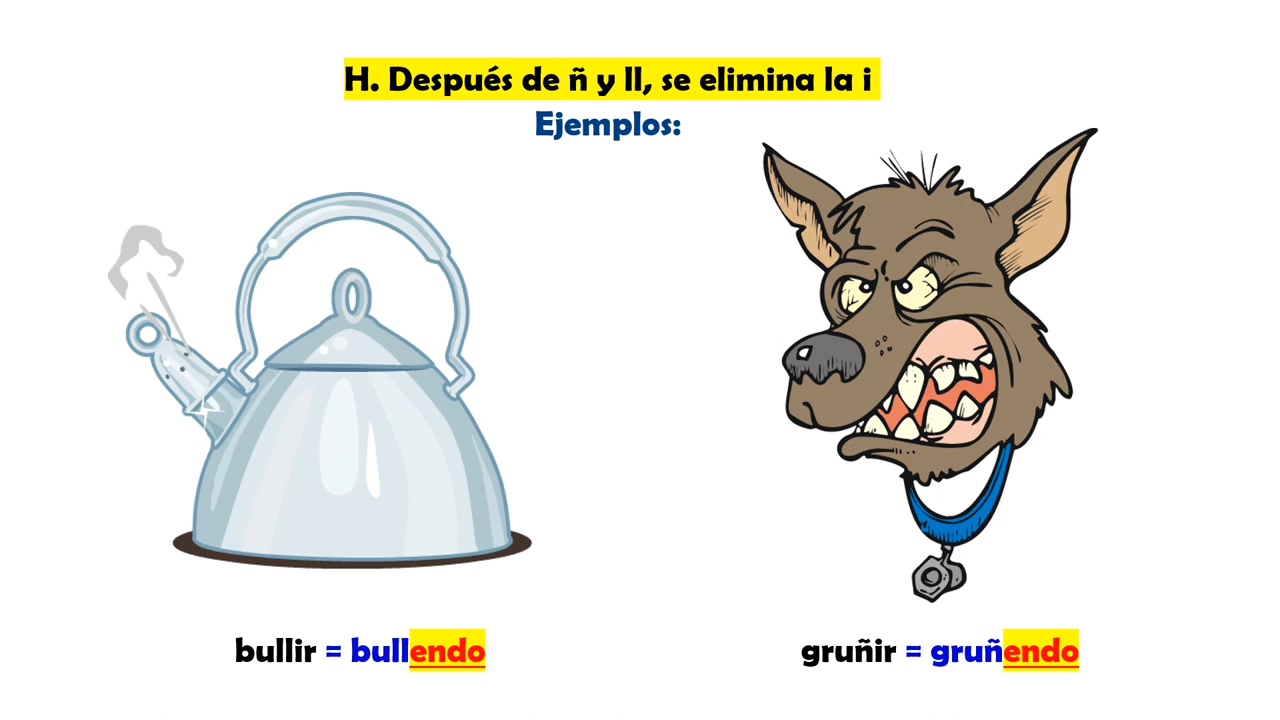 H. Después de ñ y ll, se elimina la i
Ejemplos:
bullir = bullendo
gruñir = gruñendo